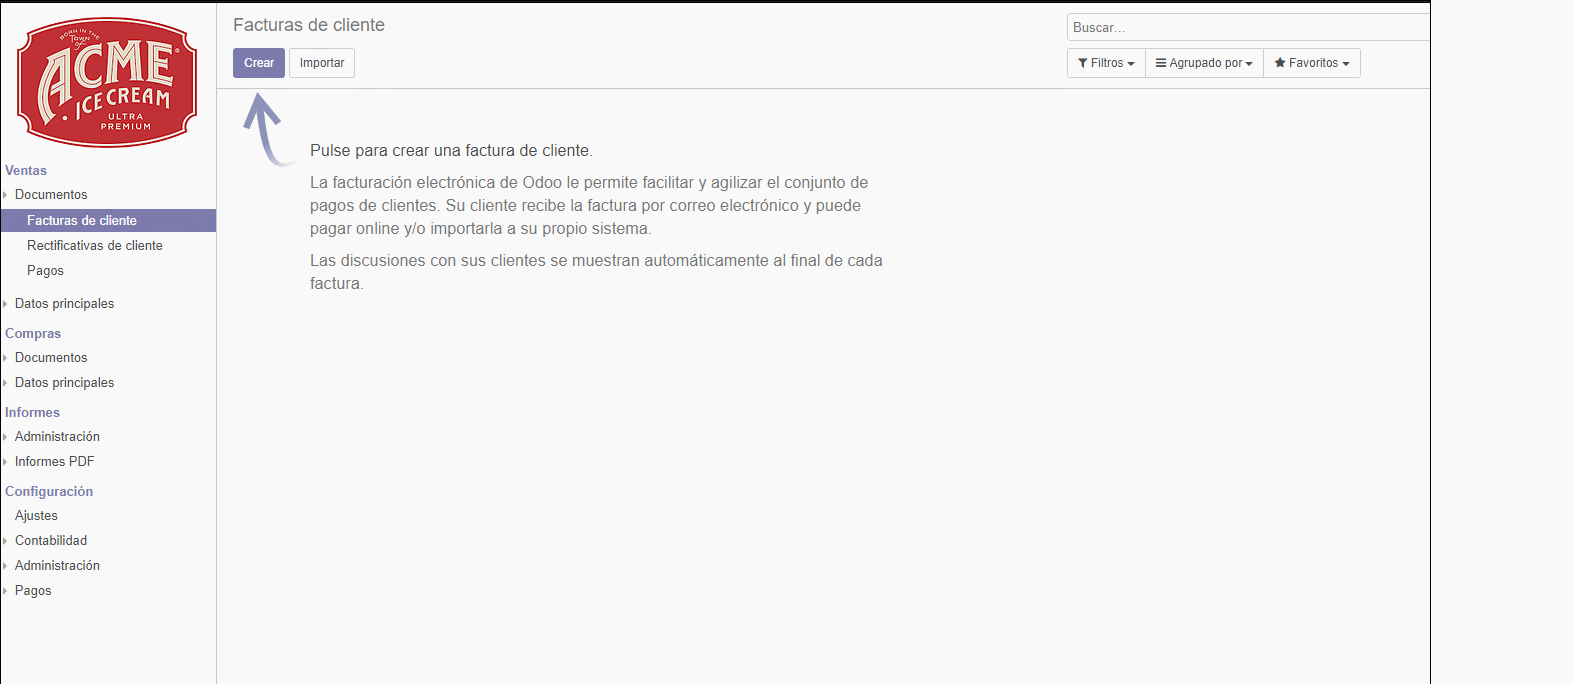 BORN IN THE
TOWN
of
ACME
ICE CREAM
ULTRA
PREMIUM
Ventas
Documentos
Facturas de cliente
Rectificativas de cliente
Pagos
Datos principales
Compras
Documentos
Datos principales
Informes
Administración
Informes PDF
Configuración
Ajustes
Contabilidad
Administración
Pagos
Facturas de cliente
Buscar...
Crear
Importar
Filtros
Agrupado por
Favoritos
Pulse para crear una factura de cliente.
La facturación electrónica de Odoo le permite facilitar y agilizar el conjunto de
pagos de clientes. Su cliente recibe la factura por correo electrónico y puede
pagar online y/o importarla a su propio sistema.
Las discusiones con sus clientes se muestran automáticamente al final de cada
factura.